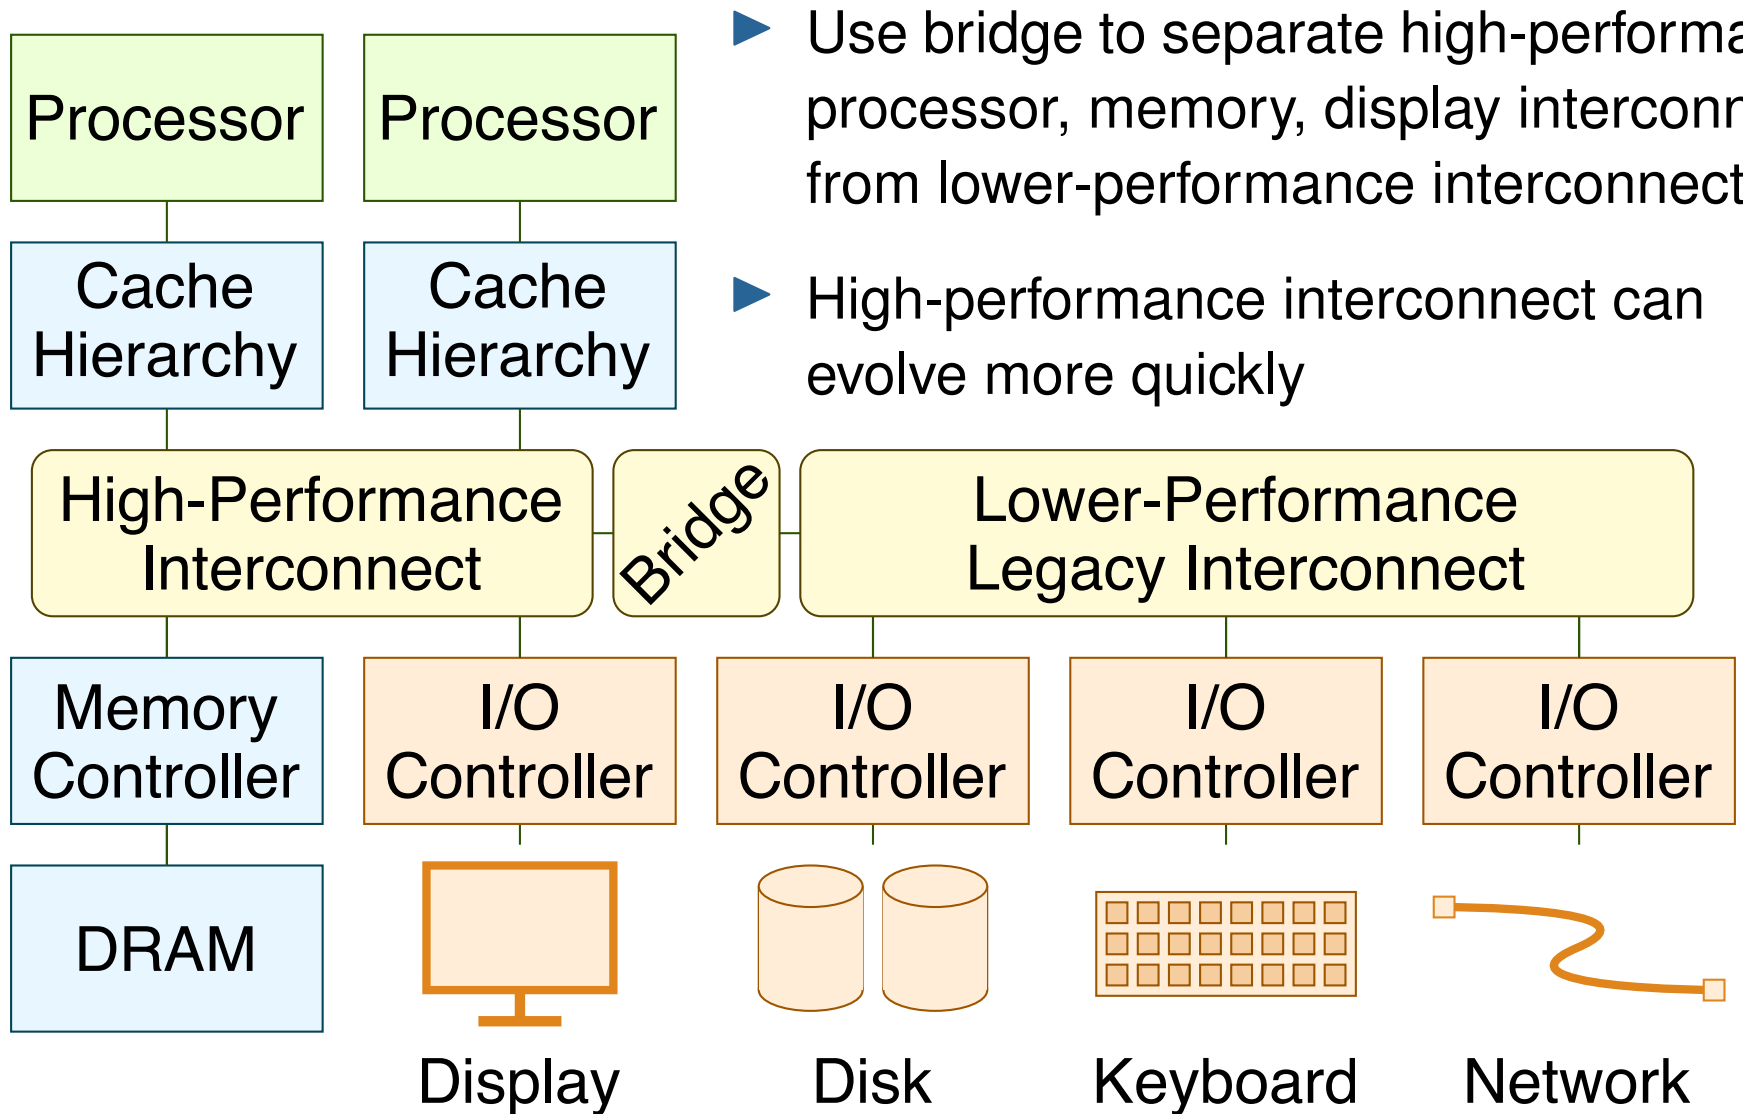 Use bridge to separate high-performa
processor, memory, display interconn
from lower-performance interconnect
High-performance interconnect can
evolve more quickly
Processor
Processor
Cache
Hierarchy
Cache
Hierarchy
High-Performance
Interconnect
Bridge
Lower-Performance
Legacy Interconnect
Memory
Controller
I/O
Controller
I/O
Controller
I/O
Controller
I/O
Controller
DRAM
Display
Disk
Keyboard
Network